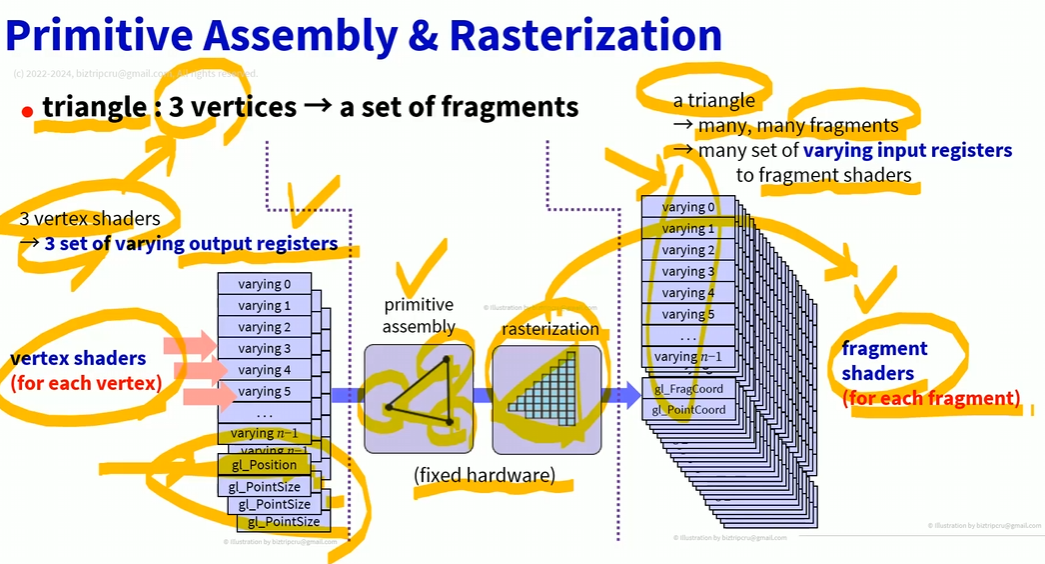 Primitive Assembly & Rasterization
(c) 2022-2024, biztripcru@gmail.com, All rights reserved.
• triangle : 3 vertices → a set of fragments
a triangle
→ many, many fragments
→ many set of varying input registers
to fragment shaders
3 vertex shaders
→ 3 set of varying output registers
varying 0
varying 1
varying 2
varying 3
varying 4
varying 5
. . .
varying n−1
varying n−1
gl_Position
gl_PointSize
gl_PointSize
gl_PointSize
© illustration by biztripcru@gmail.com
vertex shaders
(for each vertex)
primitive
assembly
© illustration by biztripcru@gmail.com
rasterization
(fixed hardware)
varying 0
varying 1
varying 2
varying 3
varying 4
varying 5
. . .
varying n−1
gl_FragCoord
gl_PointCoord
© illustration by biztripcru@gmail.com
fragment
shaders
(for each fragment)
© illustration by biztripcru@gmail.com